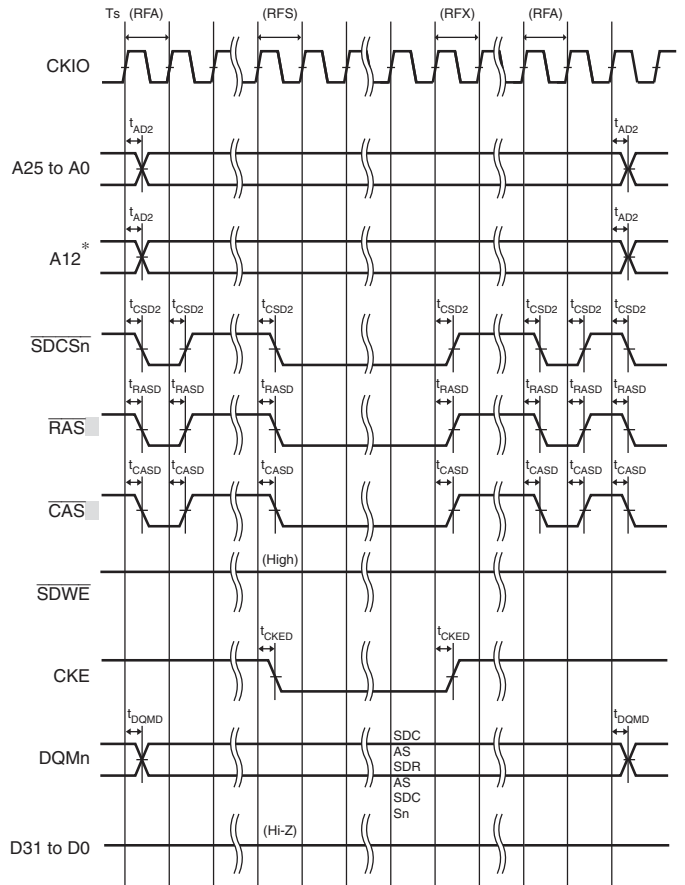 Ts (RFA) (RFS) (RFX) (RFA)
CKIO
tAD2 tAD2
A25 to A0
tAD2 tAD2
A12*
tCSD2 tCSD2 tCSD2 tCSD2 tCSD2 tCSD2 tCSD2
SDCSn
tRASD tRASD tRASD tRASD tRASD tRASD tRASD
RAS
tCASD tCASD tCASD tCASD tCASD tCASD tCASD
CAS
(High)
SDWE
tCKED tCKED
CKE
tDQMD tDQMD
DQMn
SDC
AS
SDR
AS
SDC
Sn
(Hi-Z)
D31 to D0